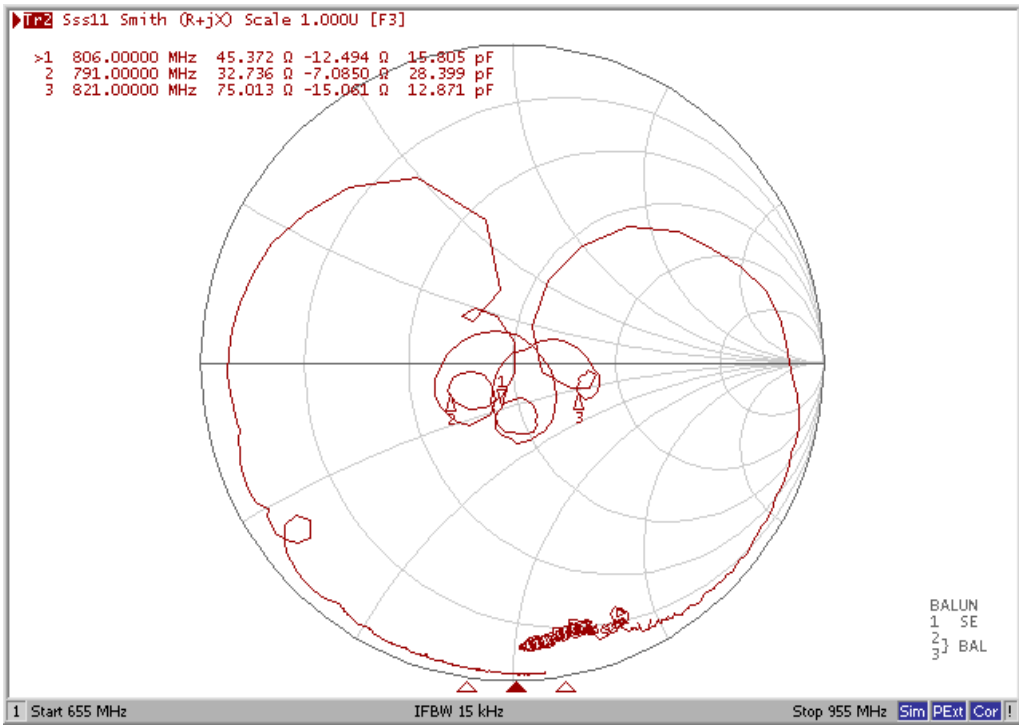 Tr2 Sss11 Smith (R+jX) Scale 1.000U [F3]
>1 806.00000 MHz 45.372 Ω -12.494 Ω 15.805 pF
2 791.00000 MHz 32.736 Ω -7.0850 Ω 28.399 pF
3 821.00000 MHz 75.013 Ω -15.061 Ω 12.871 pF
1
2
3
BALUN
1 SE
2
3} BAL
1 Start 655 MHz IFBW 15 kHz Stop 955 MHz Sim PExt Cor !